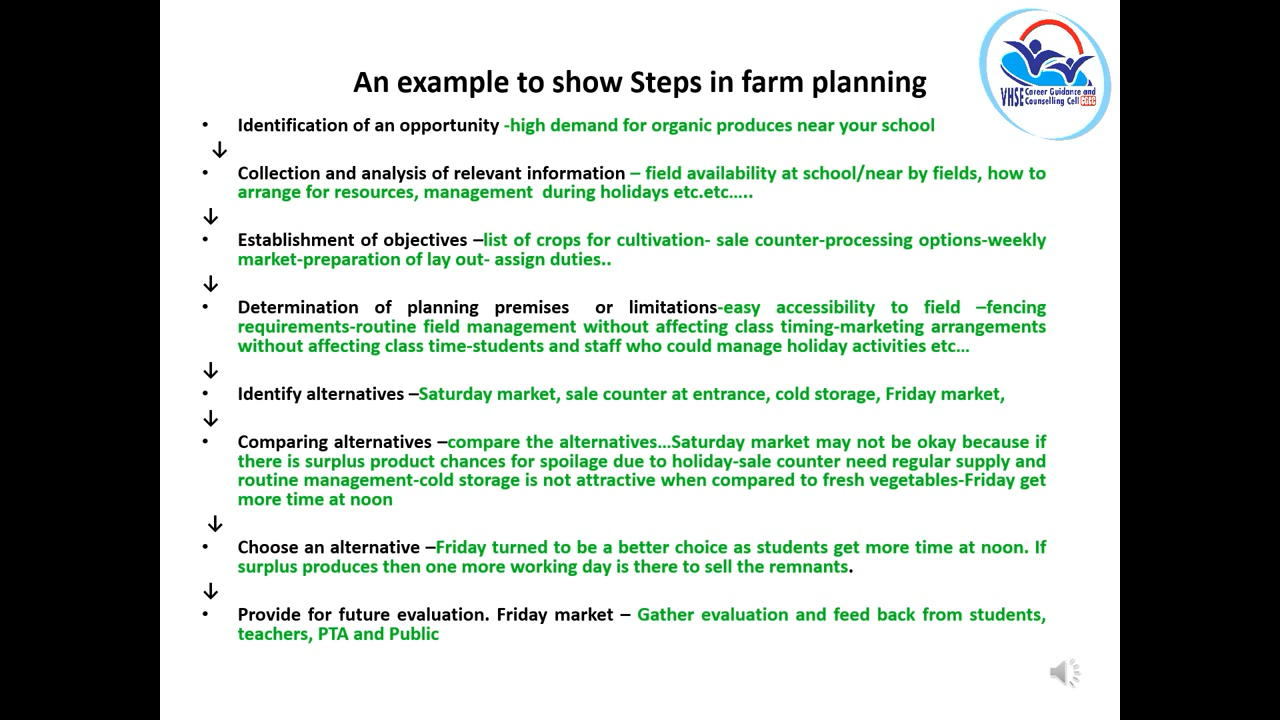 An example to show Steps in farm planning
VHSE Career Guidance and
Counselling Cell CGCC
• Identification of an opportunity -high demand for organic produces near your school
↓
• Collection and analysis of relevant information – field availability at school/near by fields, how to
arrange for resources, management during holidays etc.etc…..
↓
• Establishment of objectives –list of crops for cultivation- sale counter-processing options-weekly
market-preparation of lay out- assign duties..
↓
• Determination of planning premises or limitations-easy accessibility to field –fencing
requirements-routine field management without affecting class timing-marketing arrangements
without affecting class time-students and staff who could manage holiday activities etc…
↓
• Identify alternatives –Saturday market, sale counter at entrance, cold storage, Friday market,
↓
• Comparing alternatives –compare the alternatives…Saturday market may not be okay because if
there is surplus product chances for spoilage due to holiday-sale counter need regular supply and
routine management-cold storage is not attractive when compared to fresh vegetables-Friday get
more time at noon
↓
• Choose an alternative –Friday turned to be a better choice as students get more time at noon. If
surplus produces then one more working day is there to sell the remnants.
↓
• Provide for future evaluation. Friday market – Gather evaluation and feed back from students,
teachers, PTA and Public